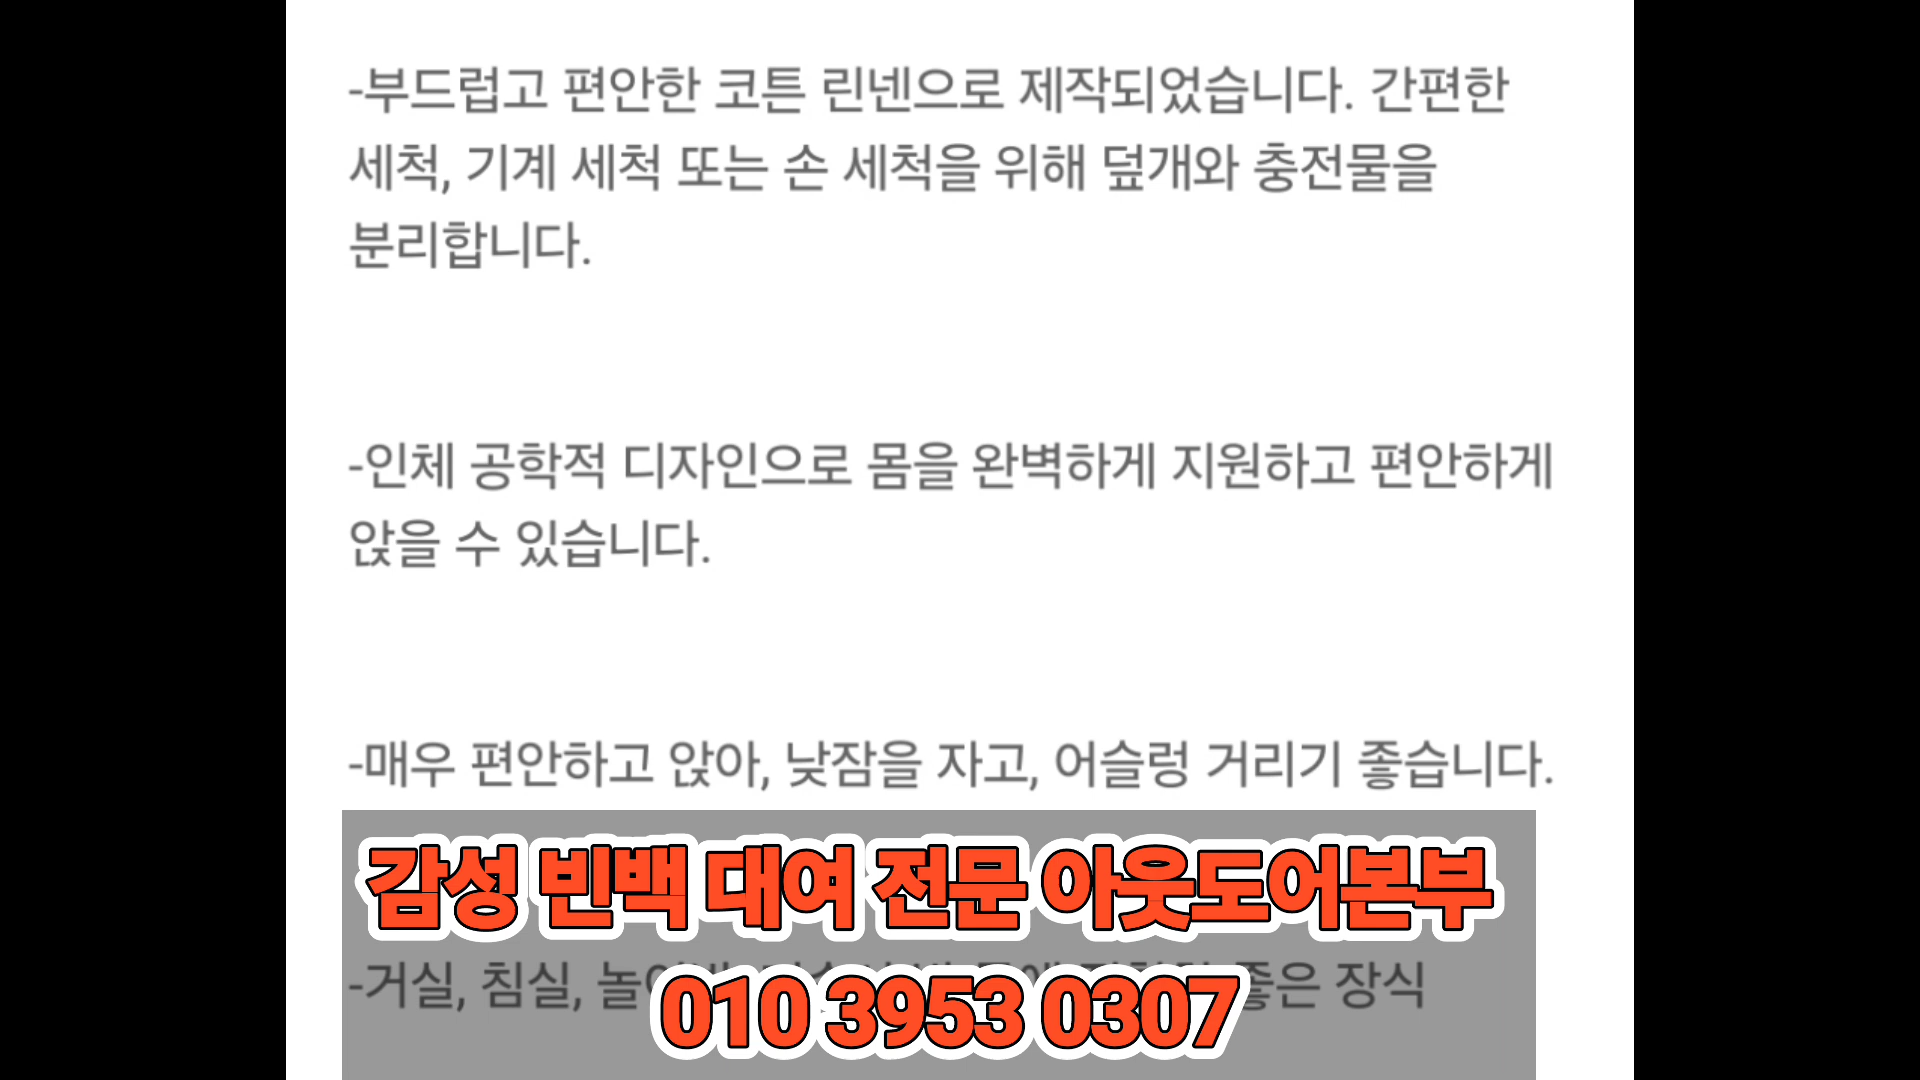 -부드럽고 편안한 코튼 린넨으로 제작되었습니다. 간편한
세척, 기계 세척 또는 손 세척을 위해 덮개와 충전물을
분리합니다.
-인체 공학적 디자인으로 몸을 완벽하게 지원하고 편안하게
앉을 수 있습니다.
-매우 편안하고 앉아, 낮잠을 자고, 어슬렁 거리기 좋습니다.
감성 빈백 대여 전문 아웃도어본부
-거실, 침실, 좋은 장식
010 3953 0307